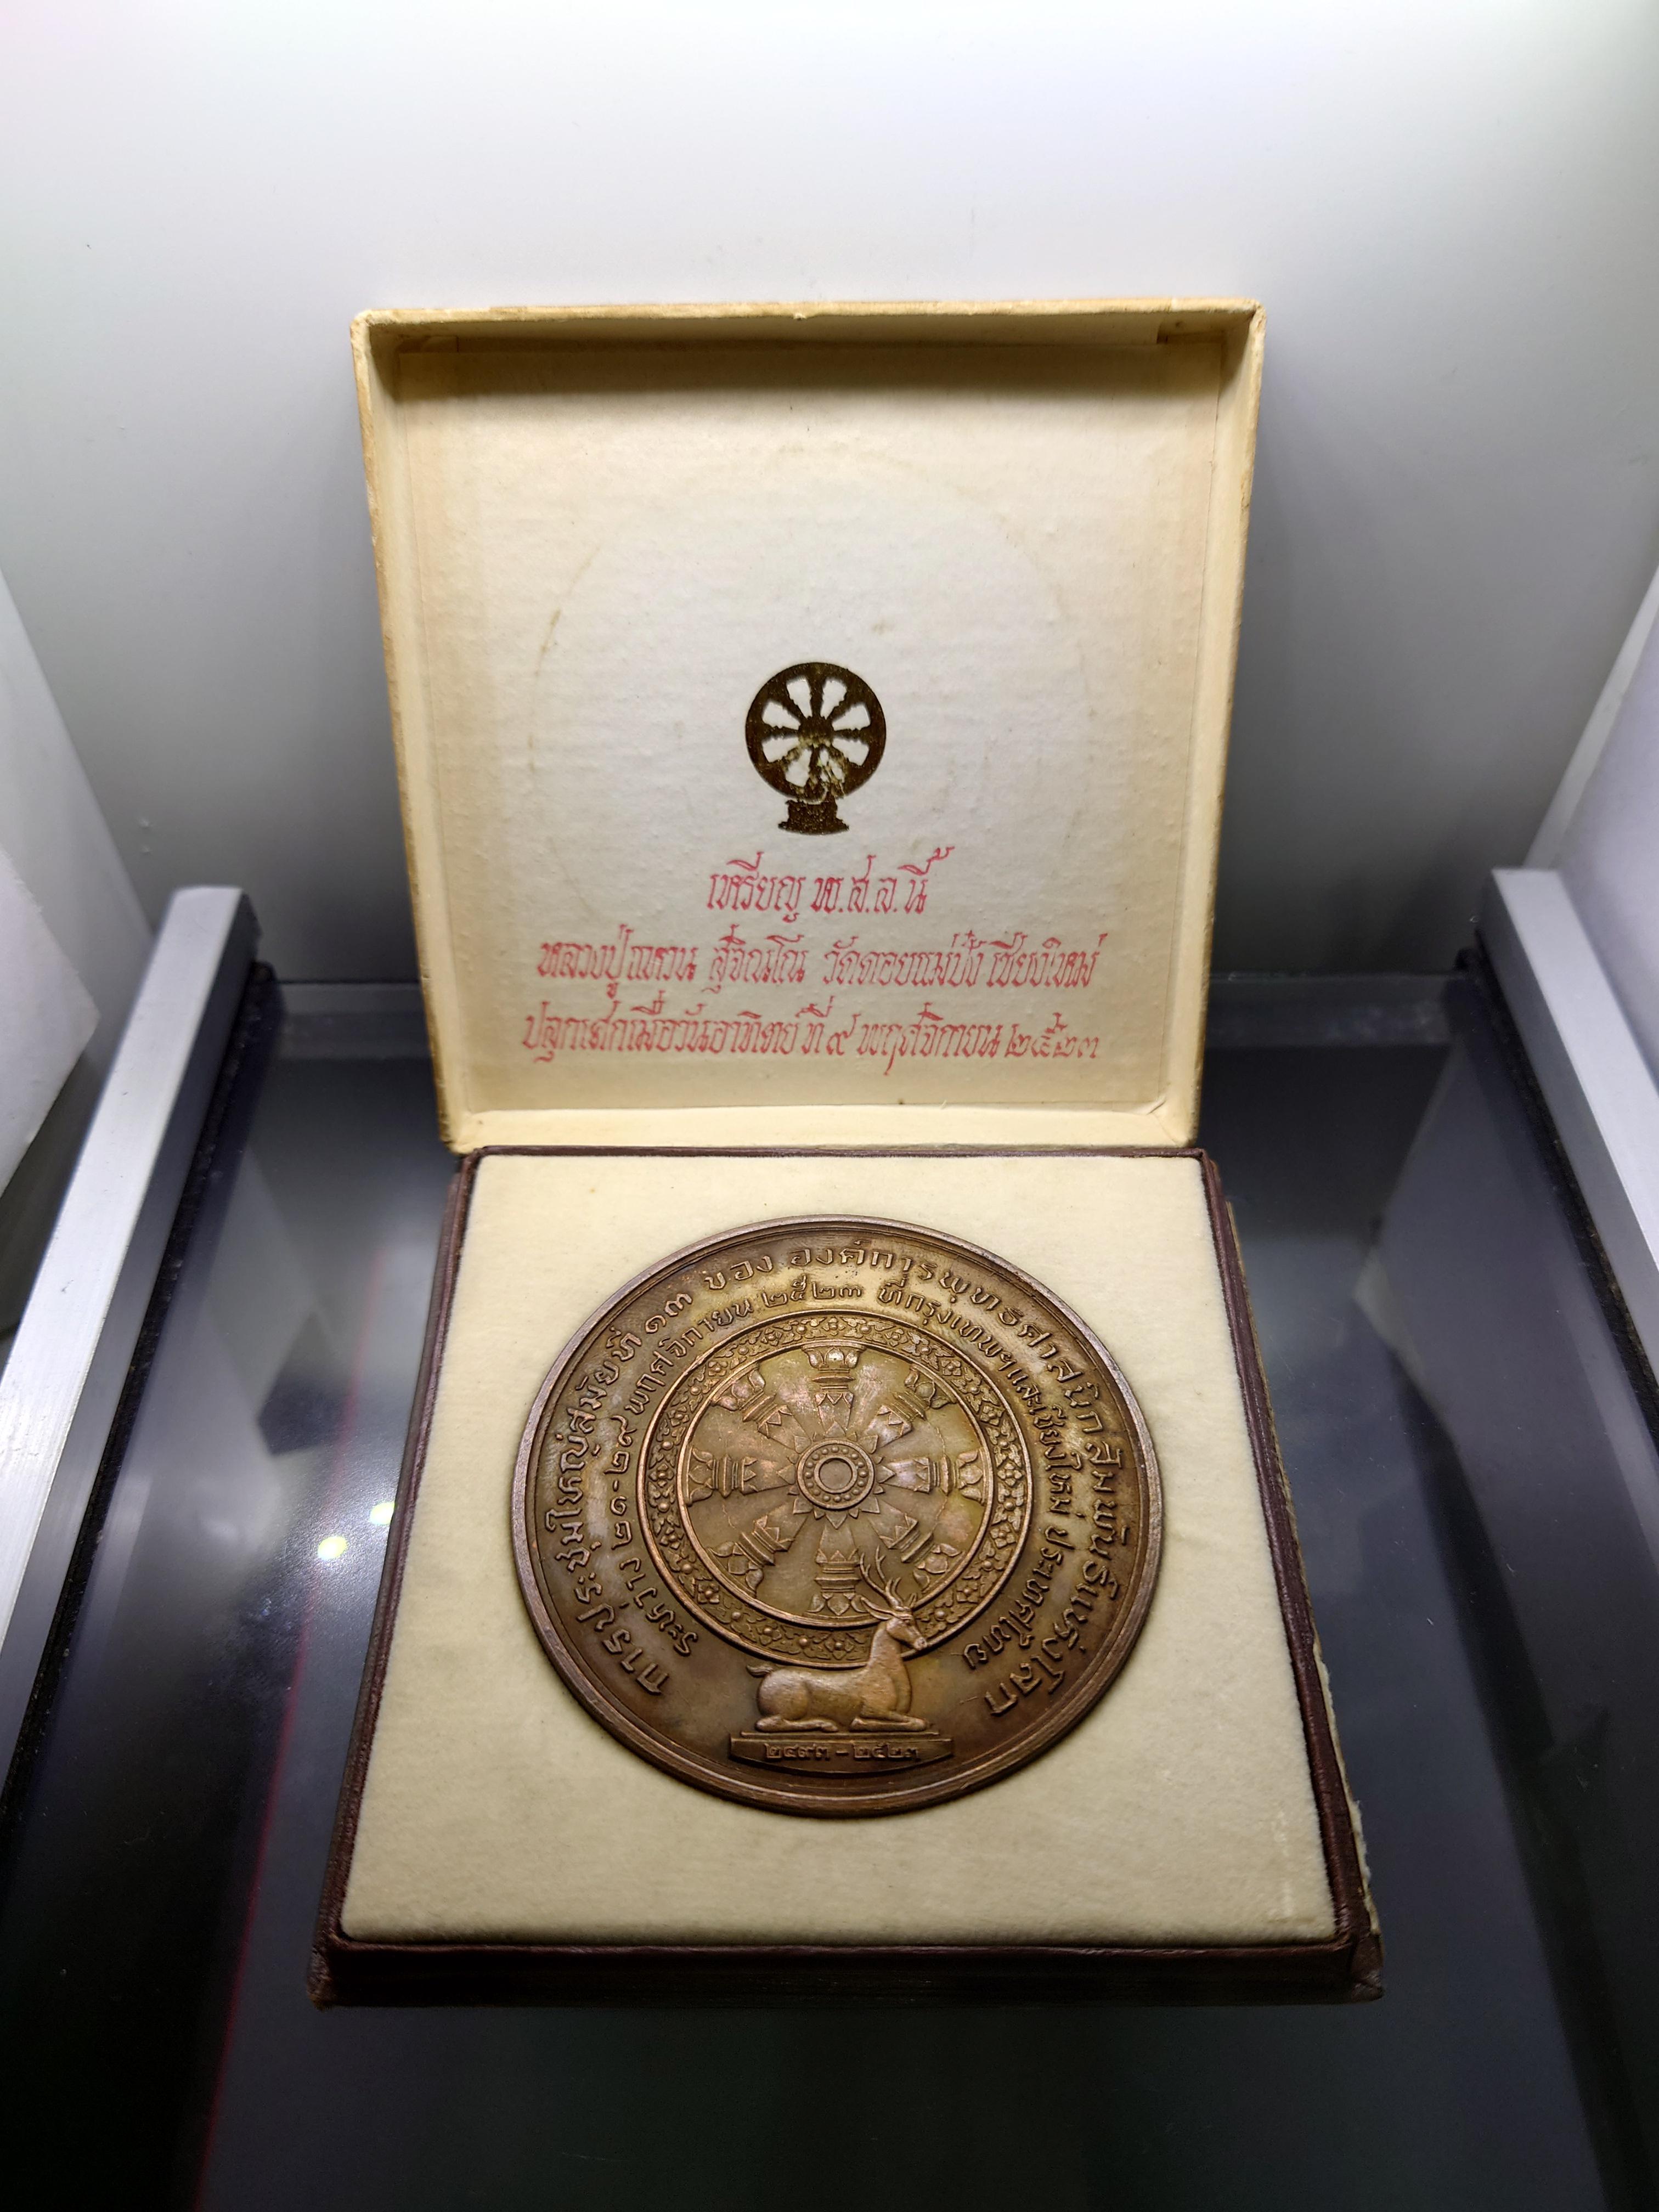 เหรียญ พ.ส.ล. นี้
หลวงปู่แหวน สุจิณโณ วัดดอยแม่ปั๋ง เชียงใหม่
ปลุกเสกเมื่อวันอาทิตย์ ที่ ๙ พฤศจิกายน ๒๕๒๓
การประชุมใหญ่สมัยที่ ๑๓ ของ องค์การพุทธศาสนิกสัมพันธ์แห่งโลก
ระหว่าง ๒๑-๒๙ พฤศจิกายน ๒๕๒๓ ที่กรุงเทพฯและเชียงใหม่ ประเทศไทย
๒๔๙๓ - ๒๕๒๓